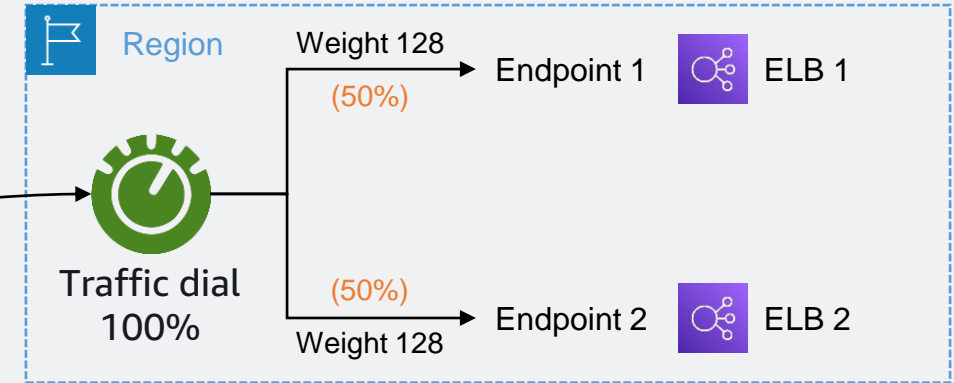 Region
Weight 128
(50%)
Endpoint 1
ELB 1
Traffic dial
100%
(50%)
Weight 128
Endpoint 2
ELB 2